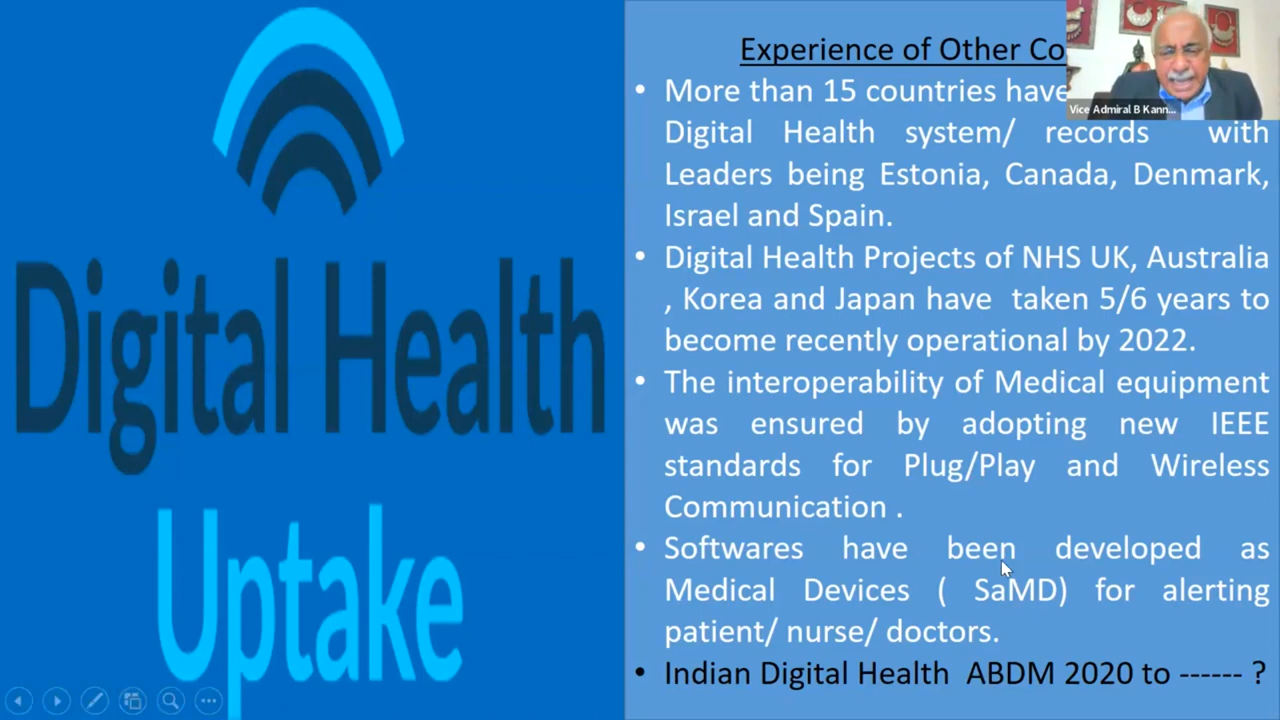 Digital Health
Uptake
Experience of Other Co
Vice Admiral B Kann...
• More than 15 countries have
Digital Health system/ records with
Leaders being Estonia, Canada, Denmark,
Israel and Spain.
• Digital Health Projects of NHS UK, Australia
, Korea and Japan have taken 5/6 years to
become recently operational by 2022.
• The interoperability of Medical equipment
was ensured by adopting new IEEE
standards for Plug/Play and Wireless
Communication .
• Softwares have been developed as
Medical Devices ( SaMD) for alerting
patient/ nurse/ doctors.
• Indian Digital Health ABDM 2020 to ------ ?